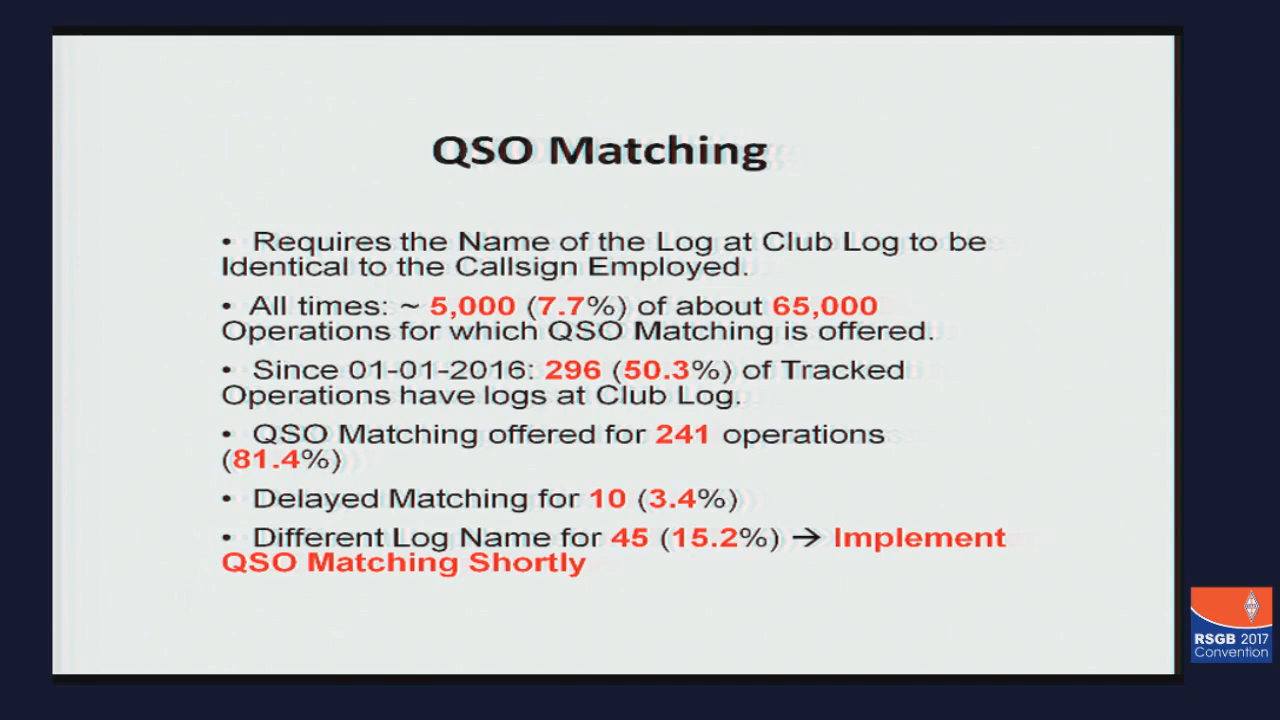 QSO Matching
• Requires the Name of the Log at Club Log to be
Identical to the Callsign Employed.
• All times: ~ 5,000 (7.7%) of about 65,000
Operations for which QSO Matching is offered.
• Since 01-01-2016: 296 (50.3%) of Tracked
Operations have logs at Club Log.
• QSO Matching offered for 241 operations
(81.4%)
• Delayed Matching for 10 (3.4%)
• Different Log Name for 45 (15.2%) → Implement
QSO Matching Shortly
RSGB 2017
Convention